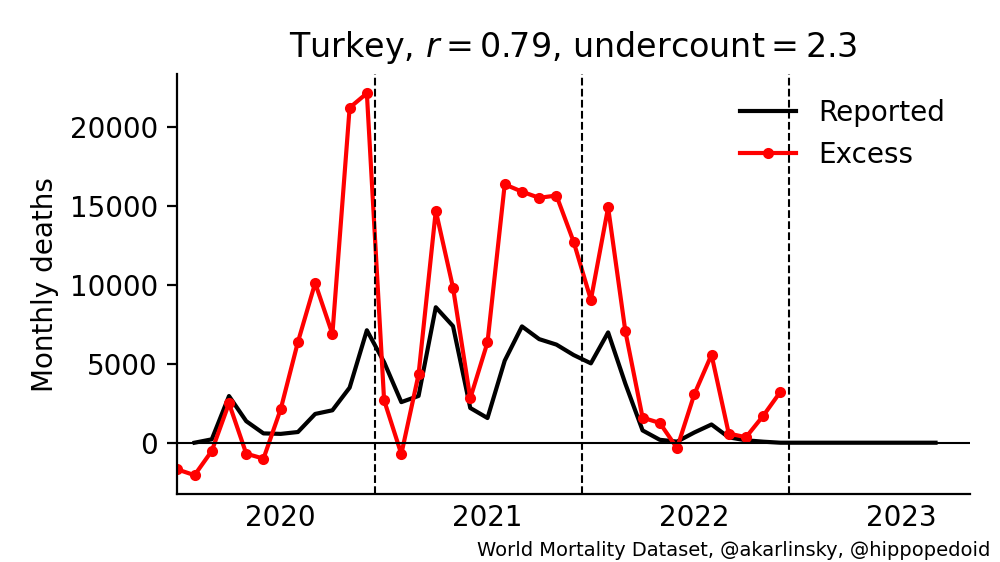 Turkey, r = 0.79, undercount = 2.3
Reported
Excess
Monthly deaths
20000
15000
10000
5000
0
2020 2021 2022 2023
World Mortality Dataset, @akarlinsky, @hippopedoid